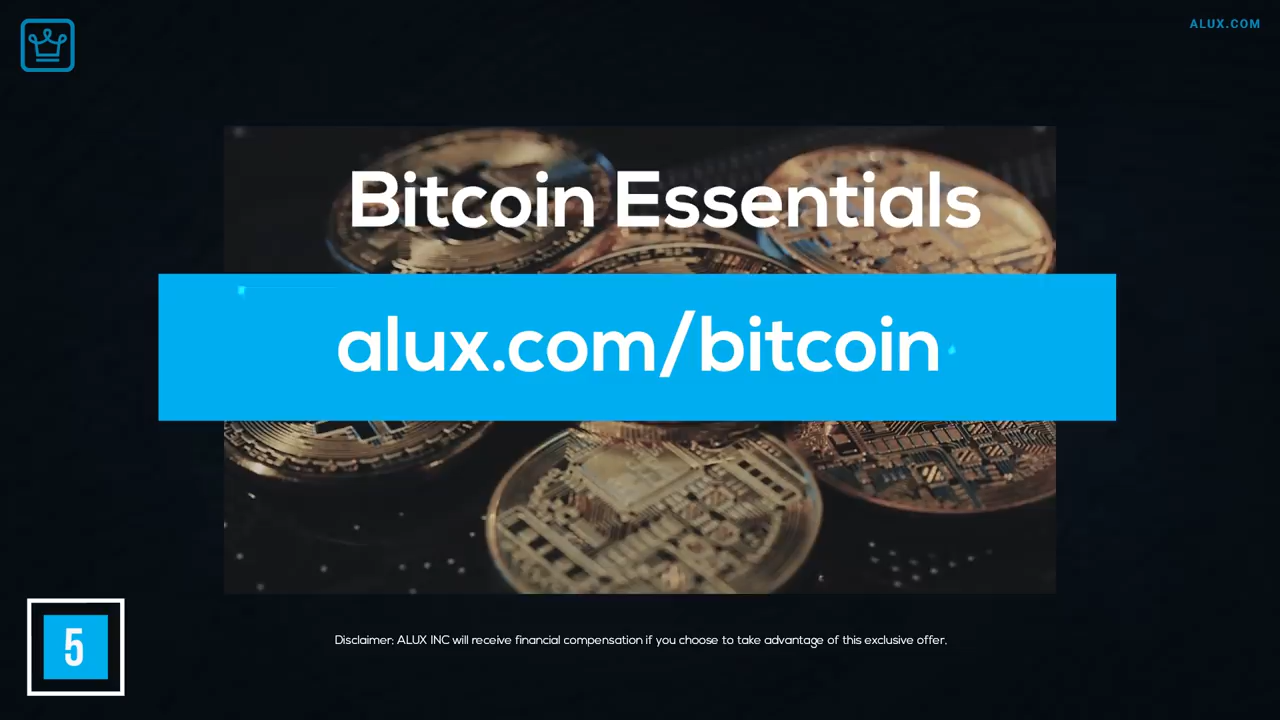 ALUX.COM
Bitcoin Essentials
alux.com/bitcoin
5
Disclaimer: ALUX INC will receive financial compensation if you choose to take advantage of this exclusive offer.